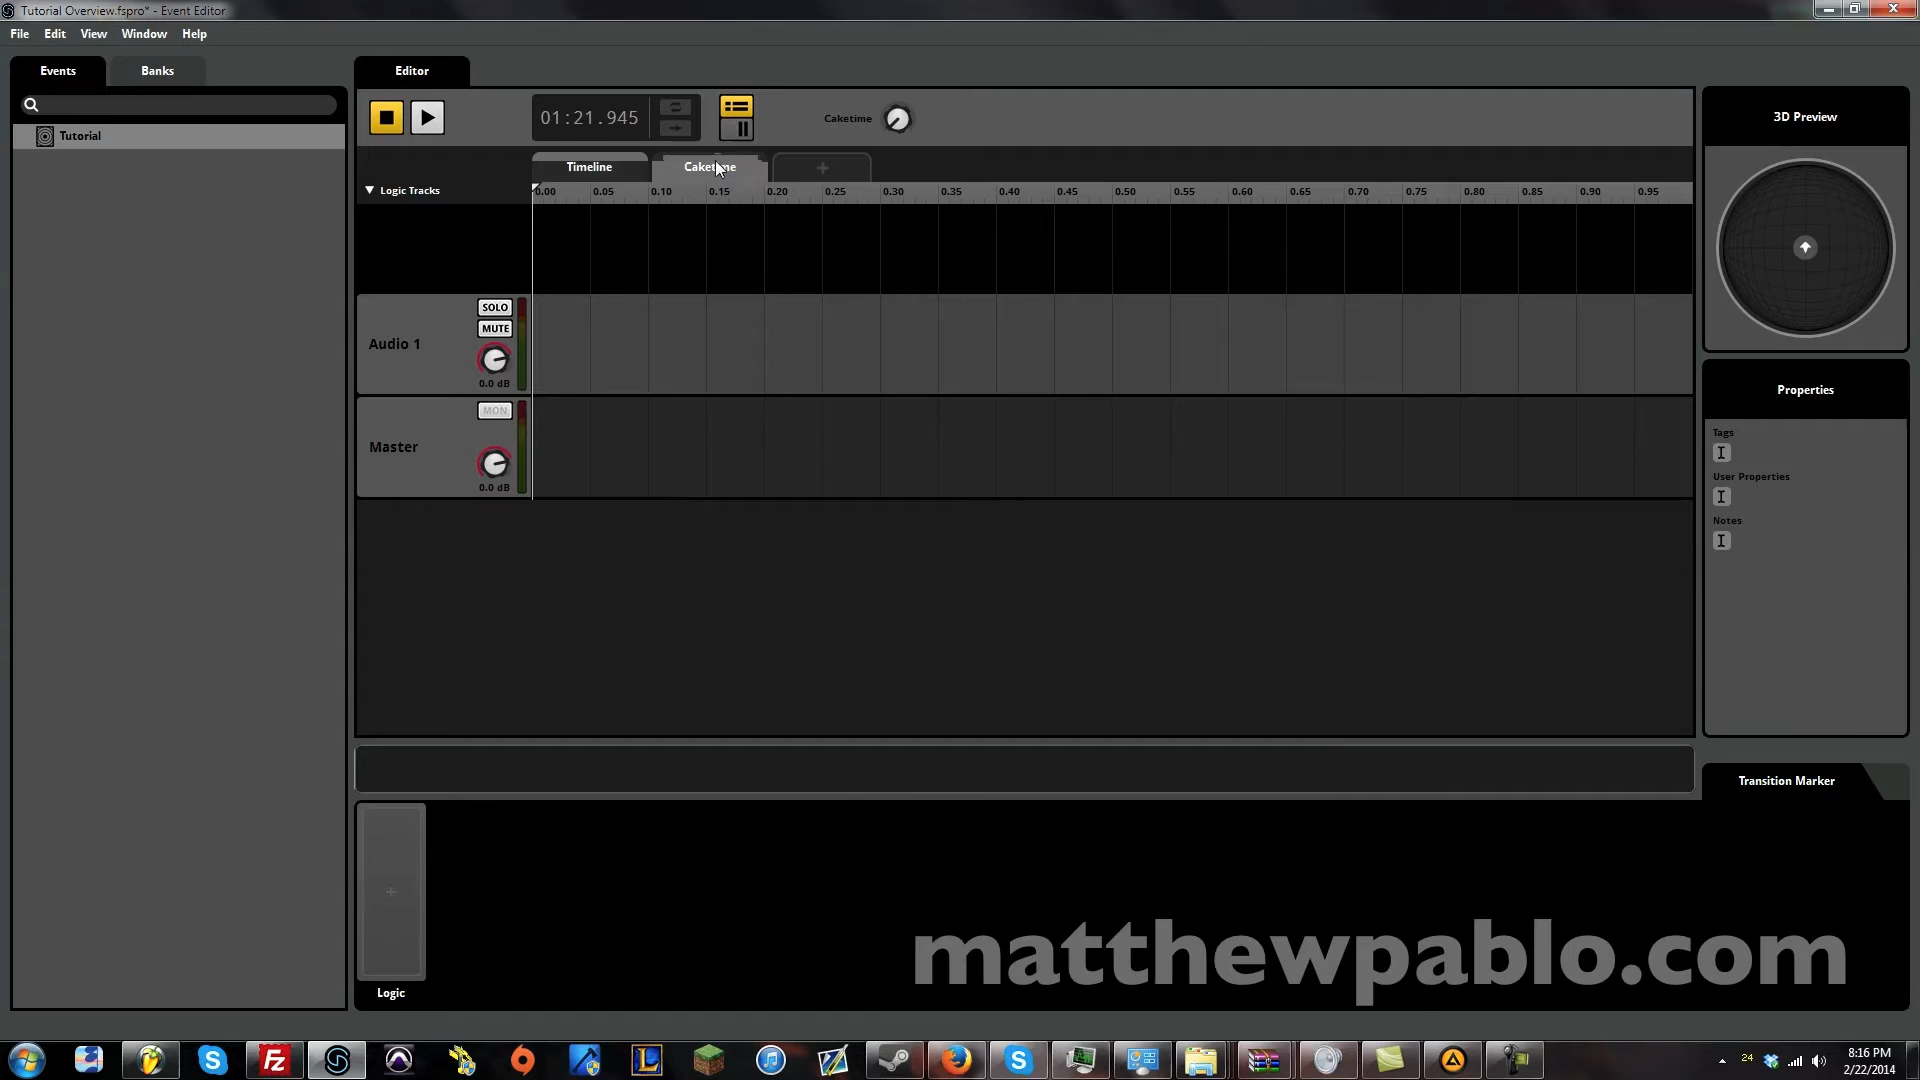 Tutorial Overview.fspro* - Event Editor
File Edit View Window Help
Events Banks
Tutorial
Editor
01:21.945
Caketime
Timeline Caketime +
Logic Tracks
0.00 0.05 0.10 0.15 0.20 0.25 0.30 0.35 0.40 0.45 0.50 0.55 0.60 0.65 0.70 0.75 0.80 0.85 0.90 0.95
Audio 1
SOLO
MUTE
0.0 dB
Master
MON
0.0 dB
3D Preview
Properties
Tags
User Properties
Notes
Transition Marker
+
Logic
matthewpablo.com
24
8:16 PM
2/22/2014